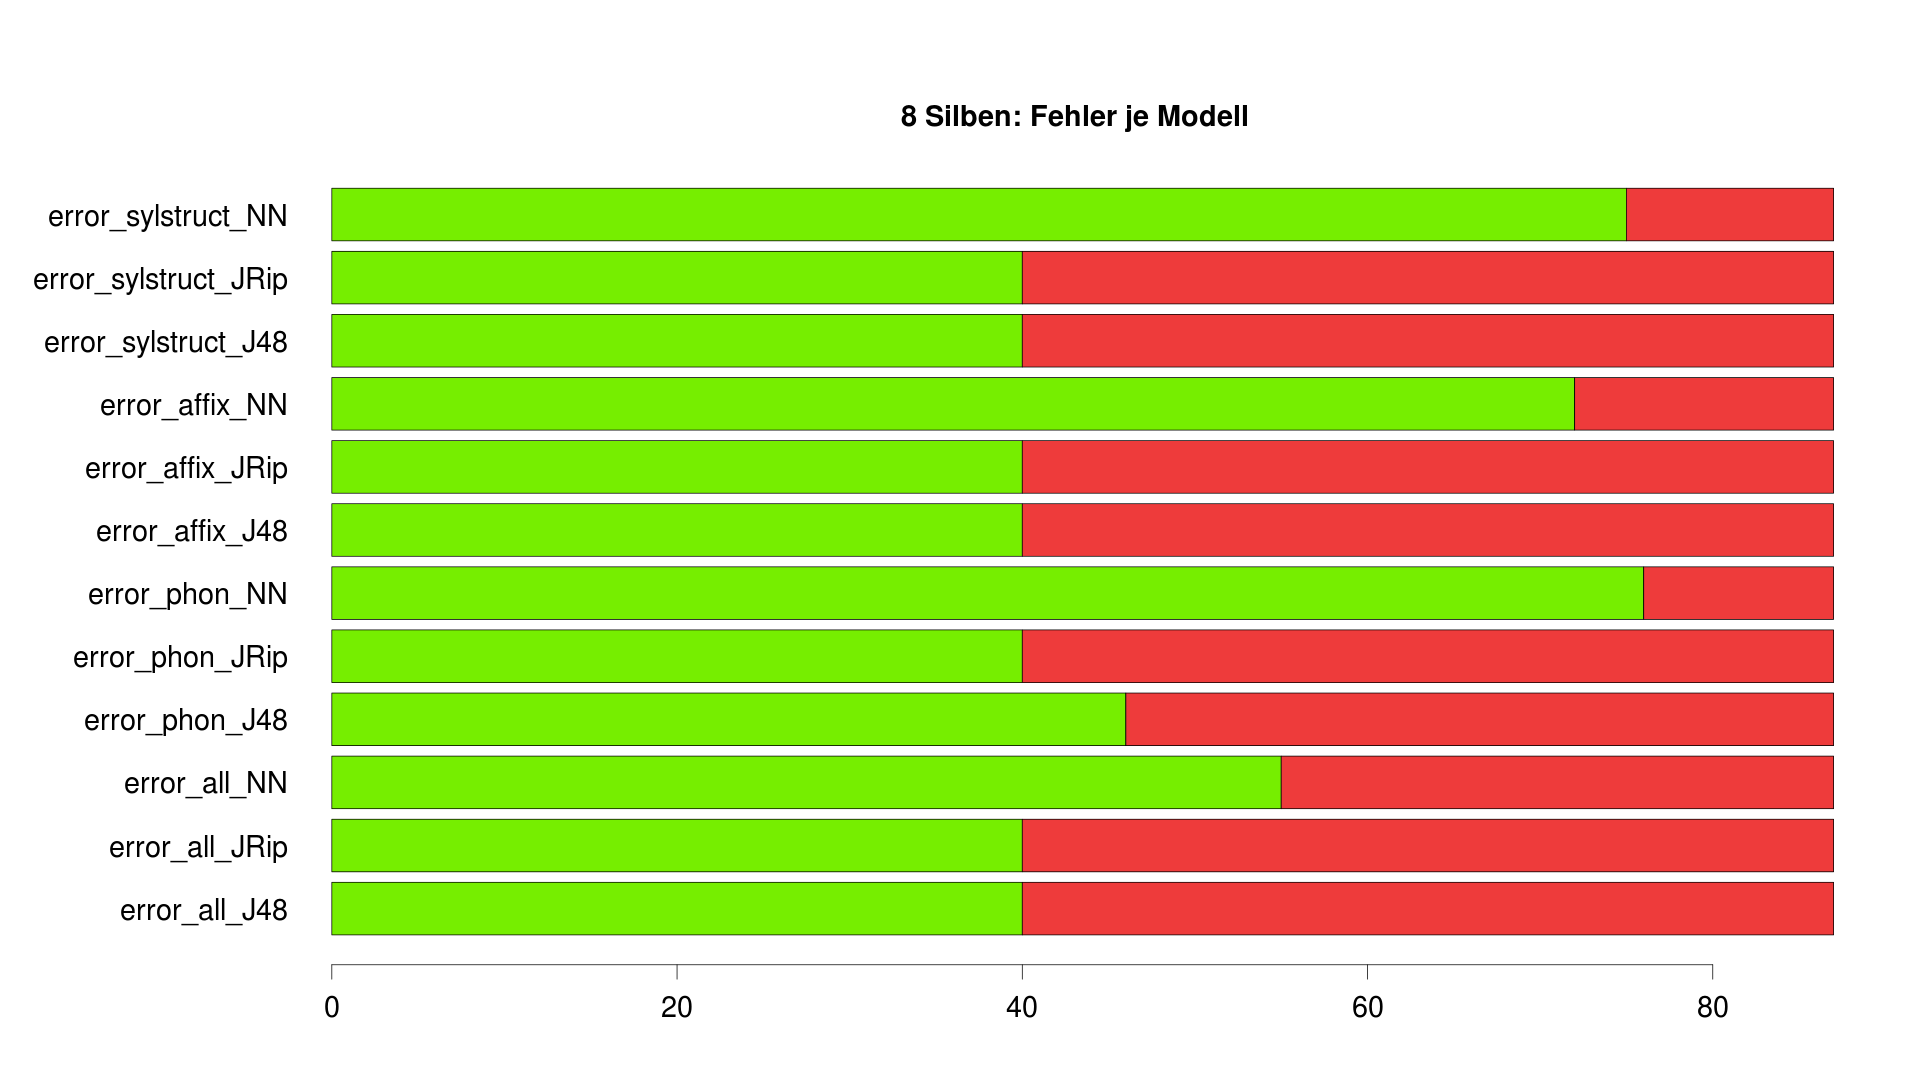 8 Silben: Fehler je Modell
error_sylstruct_NN
error_sylstruct_JRip
error_sylstruct_J48
error_affix_NN
error_affix_JRip
error_affix_J48
error_phon_NN
error_phon_JRip
error_phon_J48
error_all_NN
error_all_JRip
error_all_J48
0 20 40 60 80